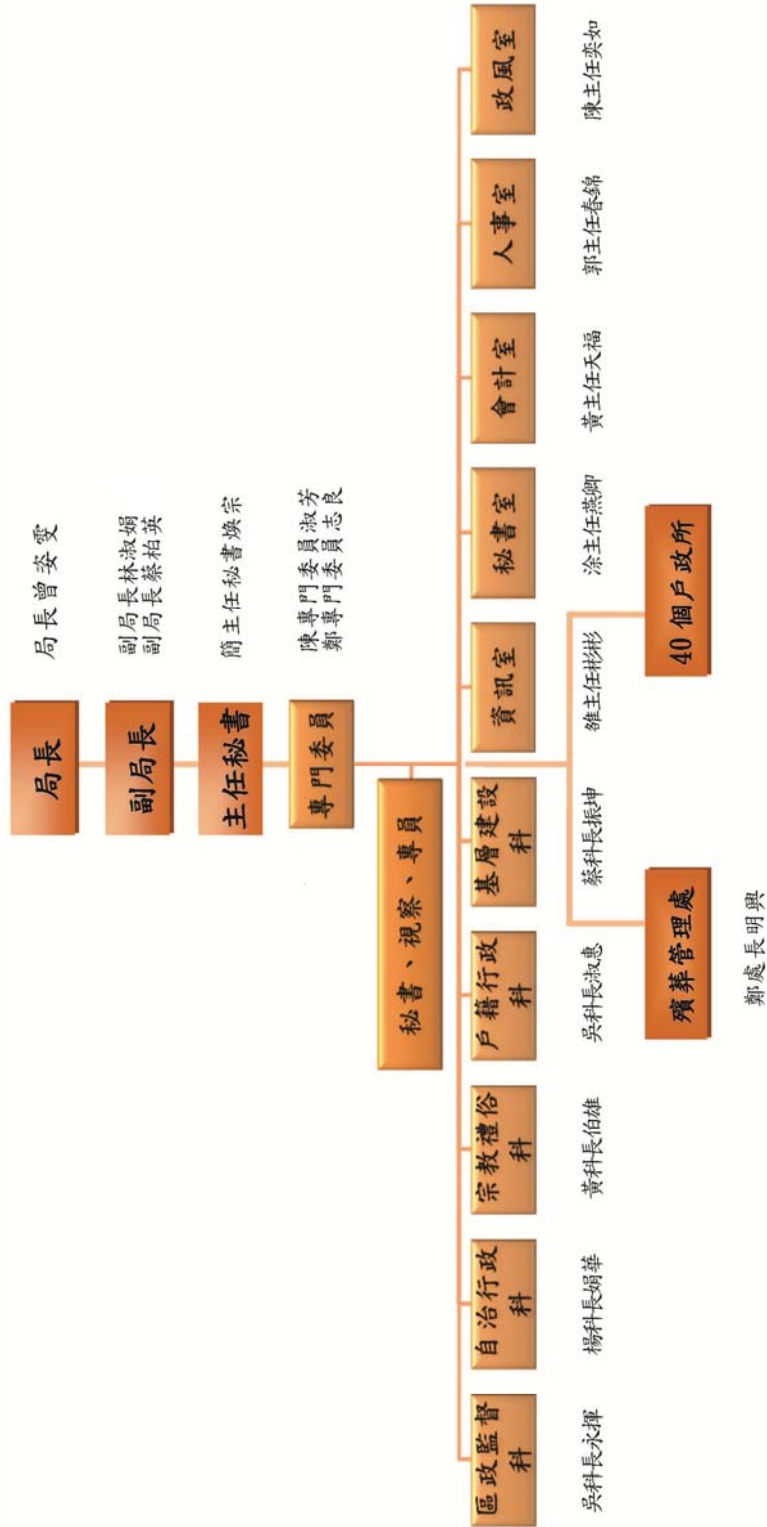 局長
局長曾姿雯
副局長
副局長林淑娟
副局長蔡柏英
主任秘書
簡主任秘書煥宗
專門委員
陳專門委員淑芳
鄭專門委員志良
秘書、視察、專員
區政監督
科
自治行政
科
宗教禮俗
科
戶籍行政
科
基層建設
科
資訊室
秘書室
會計室
人事室
政風室
吳科長永揮
楊科長娟華
黃科長伯雄
吳科長淑惠
蔡科長振坤
雒主任彬彬
涂主任燕卿
黃主任天福
郭主任春錦
陳主任奕如
殯葬管理處
40 個戶政所
鄭處長明興